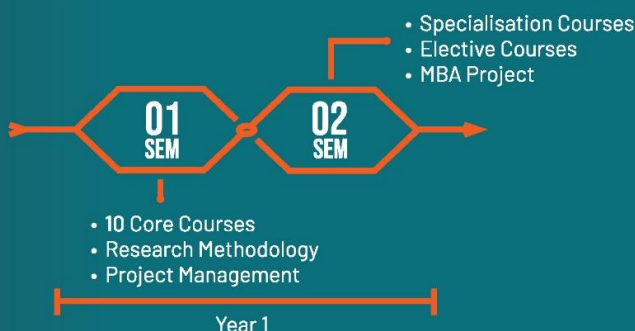 • Specialisation Courses
• Elective Courses
• MBA Project
01
SEM
02
SEM
• 10 Core Courses
• Research Methodology
• Project Management
Year 1